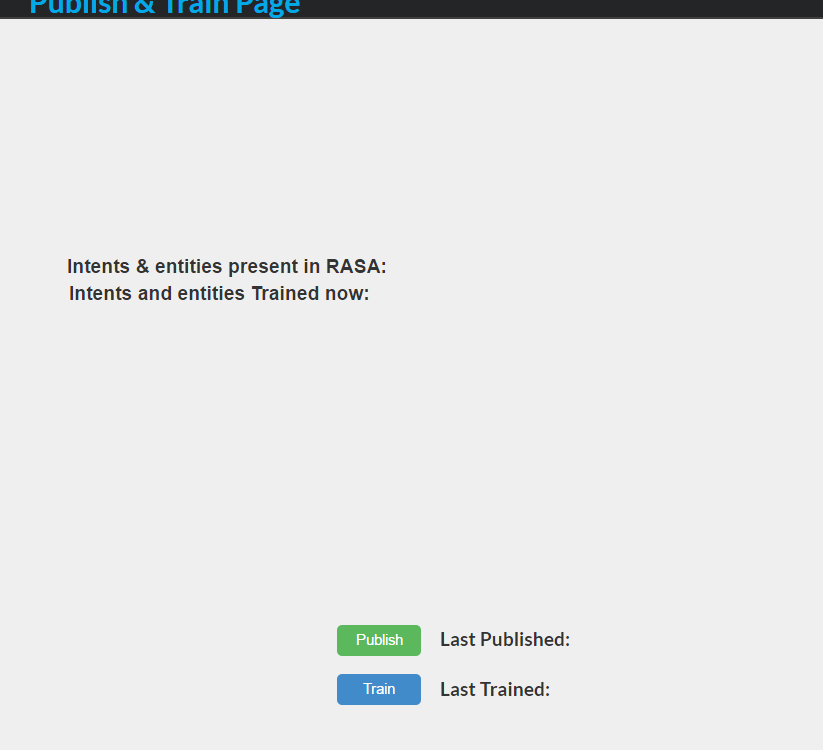 Publish & Train Page
Intents & entities present in RASA:
Intents and entities Trained now:
Publish
Last Published:
Train
Last Trained: